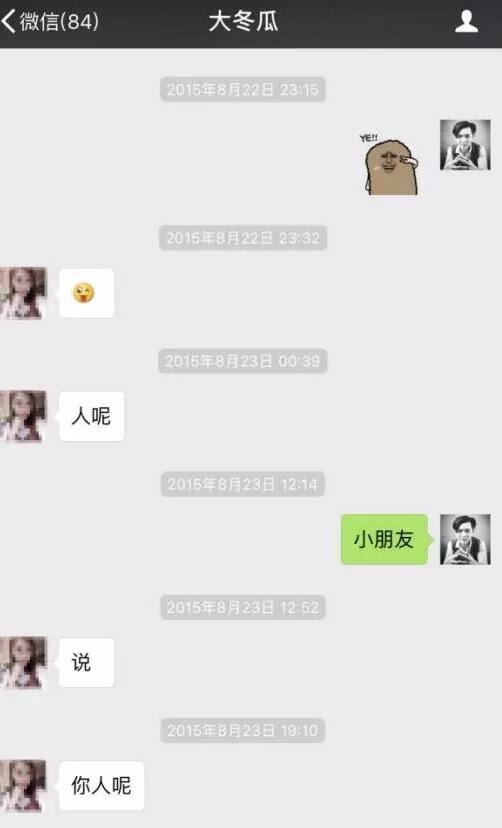 微信(84)
大冬瓜
2015年8月22日 23:15
YE!!
2015年8月22日 23:32
2015年8月23日 00:39
人呢
2015年8月23日 12:14
小朋友
2015年8月23日 12:52
说
2015年8月23日 19:10
你人呢